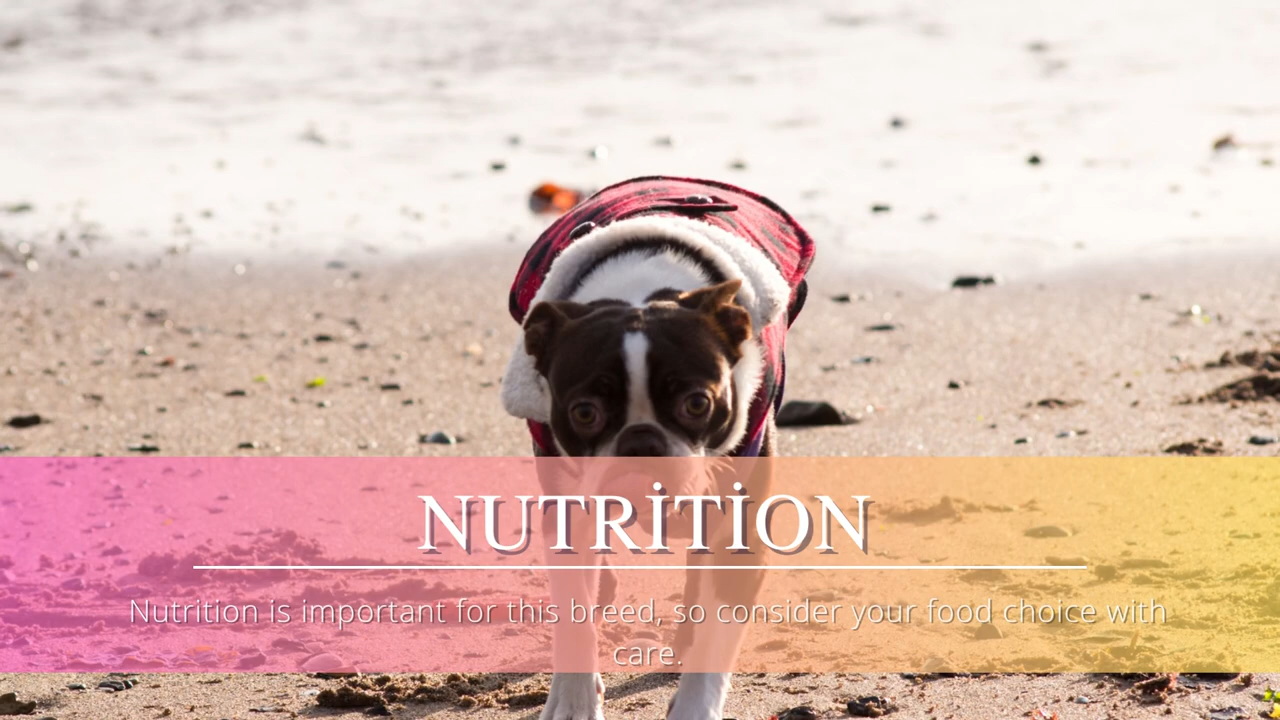 NUTRİTİON
Nutrition is important for this breed, so consider your food choice with
care.